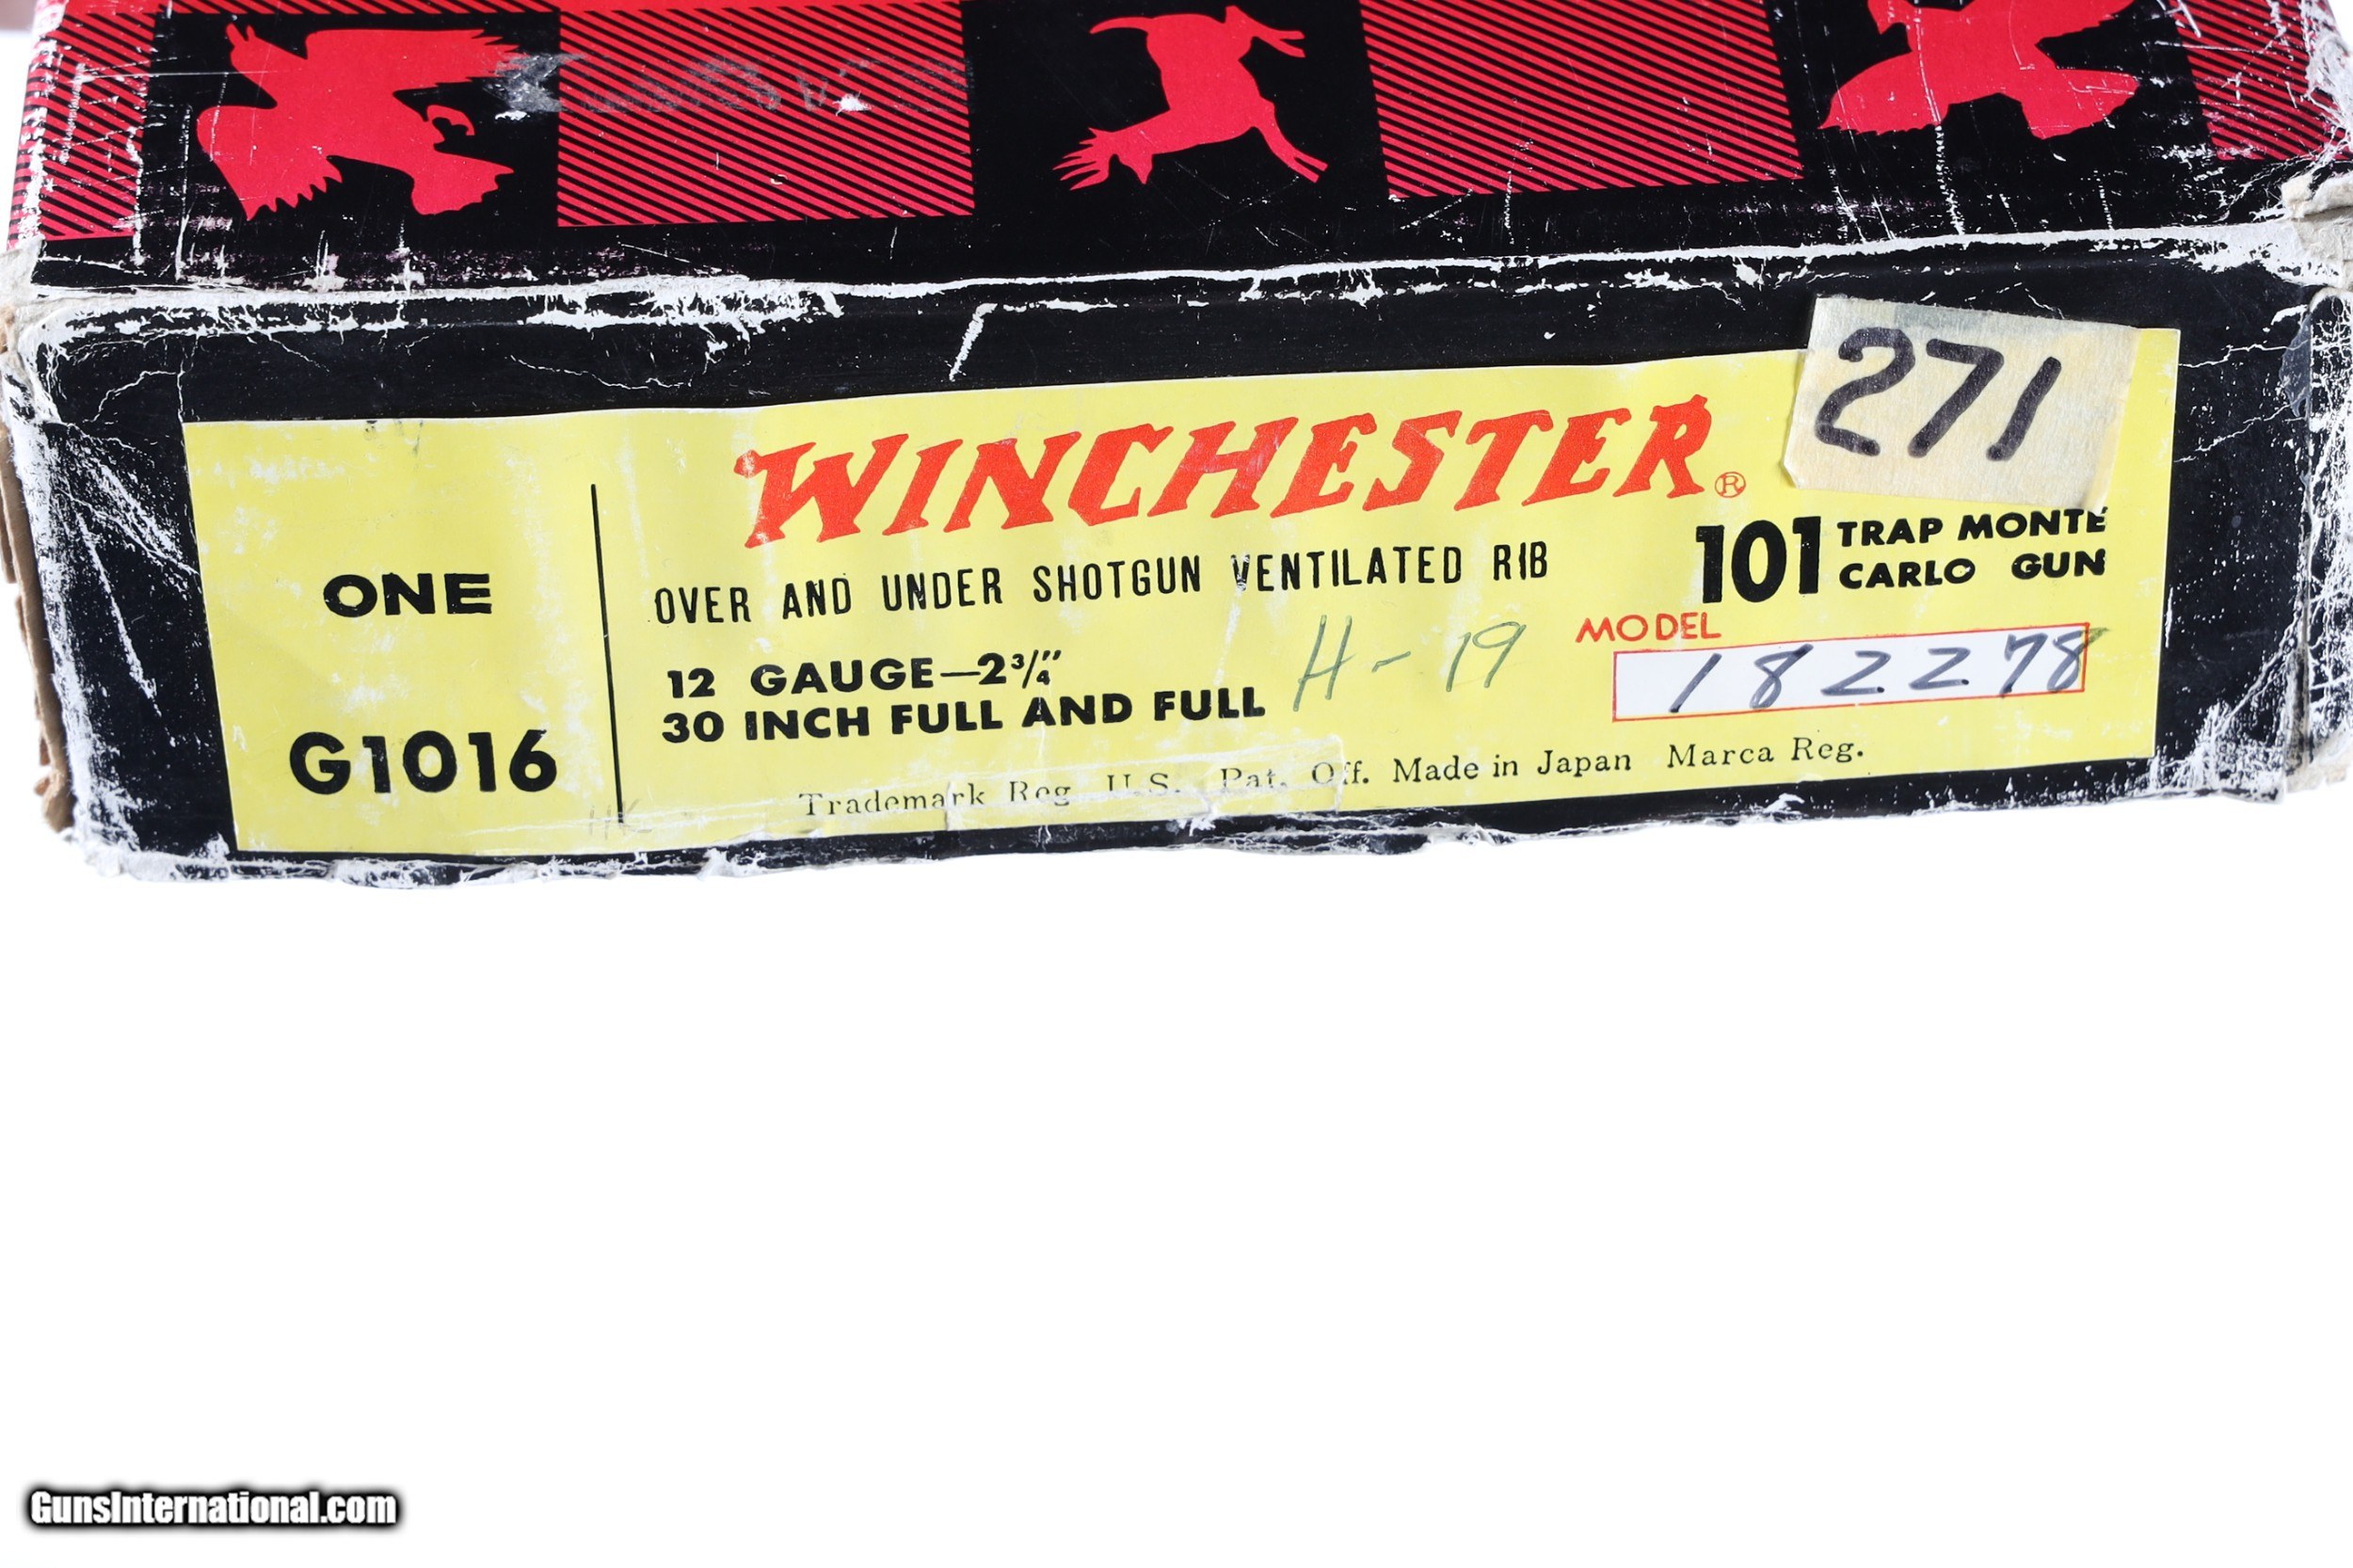 271
WINCHESTER®
ONE
OVER AND UNDER SHOTGUN VENTILATED RIB
101 TRAP MONTE
CARLO GUN
MODEL
12 GAUGE—2¾"
H-19
182278
30 INCH FULL AND FULL
G1016
Trademark Reg. U.S. Pat. Off. Made in Japan Marca Reg.
GunsInternational.com